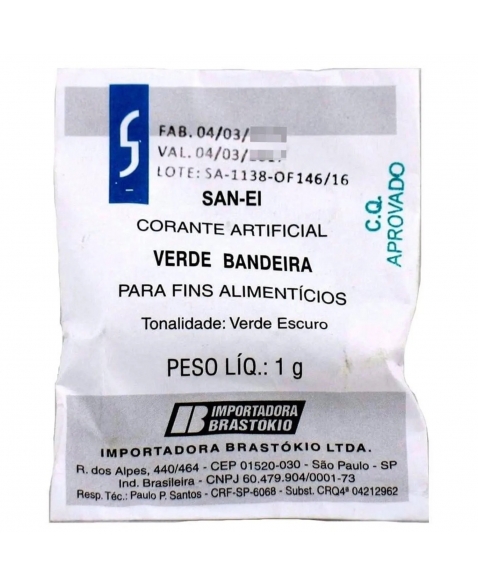 FAB. 04/03/
VAL. 04/03/
LOTE: SA-1138-OF146/16
C.Q.
APROVADO
SAN-EI
CORANTE ARTIFICIAL
VERDE BANDEIRA
PARA FINS ALIMENTÍCIOS
Tonalidade: Verde Escuro
PESO LÍQ.: 1 g
IMPORTADORA
BRASTÓKIO
IMPORTADORA BRASTÓKIO LTDA.
R. dos Alpes, 440/464 - CEP 01520-030 - São Paulo - SP
Ind. Brasileira - CNPJ 60.479.904/0001-73
Resp. Téc.: Paulo P. Santos - CRF-SP-6068 - Subst. CRQ4ª 04212962